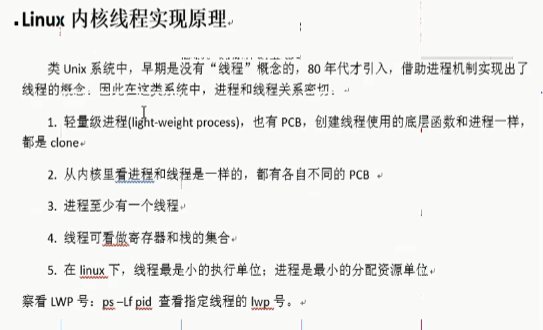 Linux 内核线程实现原理
类 Unix 系统中，早期是没有“线程”概念的，80 年代才引入，借助进程机制实现出了
线程的概念。因此在这类系统中，进程和线程关系密切。
1. 轻量级进程(light-weight process)，也有 PCB，创建线程使用的底层函数和进程一样，
都是 clone
2. 从内核里看进程和线程是一样的，都有各自不同的 PCB
3. 进程至少有一个线程
4. 线程可看做寄存器和栈的集合
5. 在 linux 下，线程最是小的执行单位；进程是最小的分配资源单位
察看 LWP 号：ps –Lf pid 查看指定线程的 lwp 号。